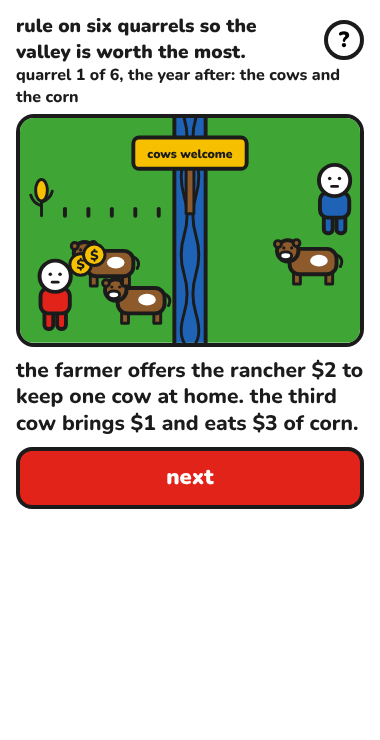 rule on six quarrels so the
valley is worth the most.
?
quarrel 1 of 6, the year after: the cows and
the corn
cows welcome
$
$
the farmer offers the rancher $2 to
keep one cow at home. the third
cow brings $1 and eats $3 of corn.
next